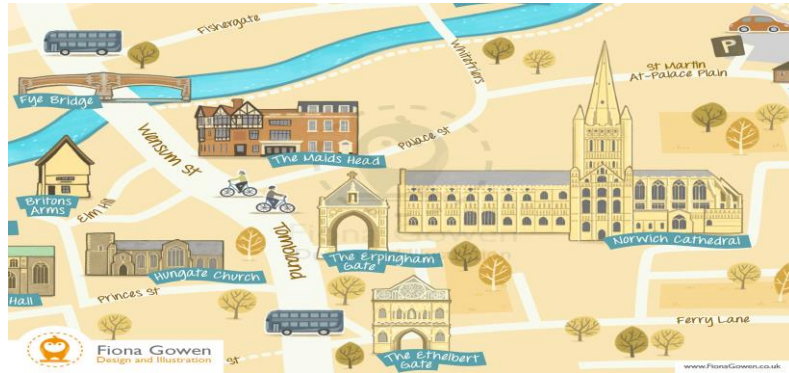 Fishergate
Whitefriars
P
St Martin
At-Palace Plain
Fye Bridge
Wensum St
The Maids Head
Palace St
Britons
Arms
Elm Hill
Tombland
Norwich Cathedral
The Erpingham
Gate
Hungate Church
Hall
Princes St
Ferry Lane
Fiona Gowen
Design and Illustration
St
The Ethelbert
Gate
www.FionaGowen.co.uk